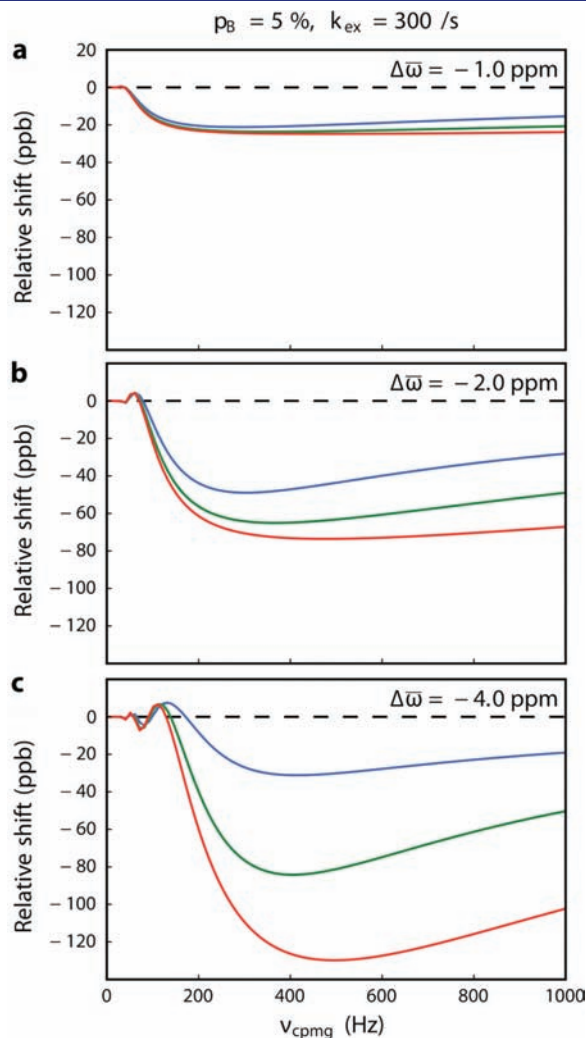 p_B = 5 %, k_ex = 300 /s
a
Δω̅ = − 1.0 ppm
20
0
− 20
− 40
− 60
− 80
− 100
− 120
Relative shift (ppb)
b
Δω̅ = − 2.0 ppm
0
− 20
− 40
− 60
− 80
− 100
− 120
Relative shift (ppb)
c
Δω̅ = − 4.0 ppm
0
− 20
− 40
− 60
− 80
− 100
− 120
Relative shift (ppb)
0 200 400 600 800 1000
ν_cpmg (Hz)